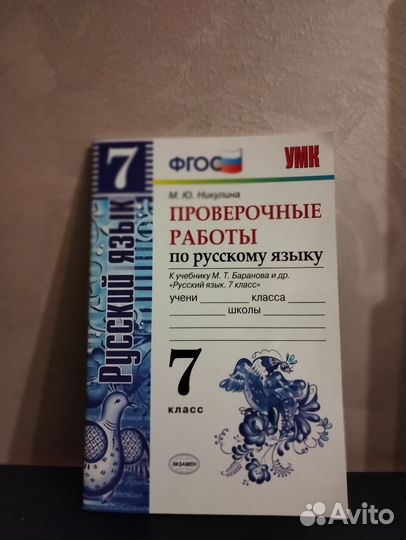 7
ФГОС
УМК
М. Ю. Никулина
ПРОВЕРОЧНЫЕ
РАБОТЫ
по русскому языку
К учебнику М. Т. Баранова и др.
«Русский язык. 7 класс»
учени класса
школы
7
класс
Русский язык
ЭКЗАМЕН
Avito